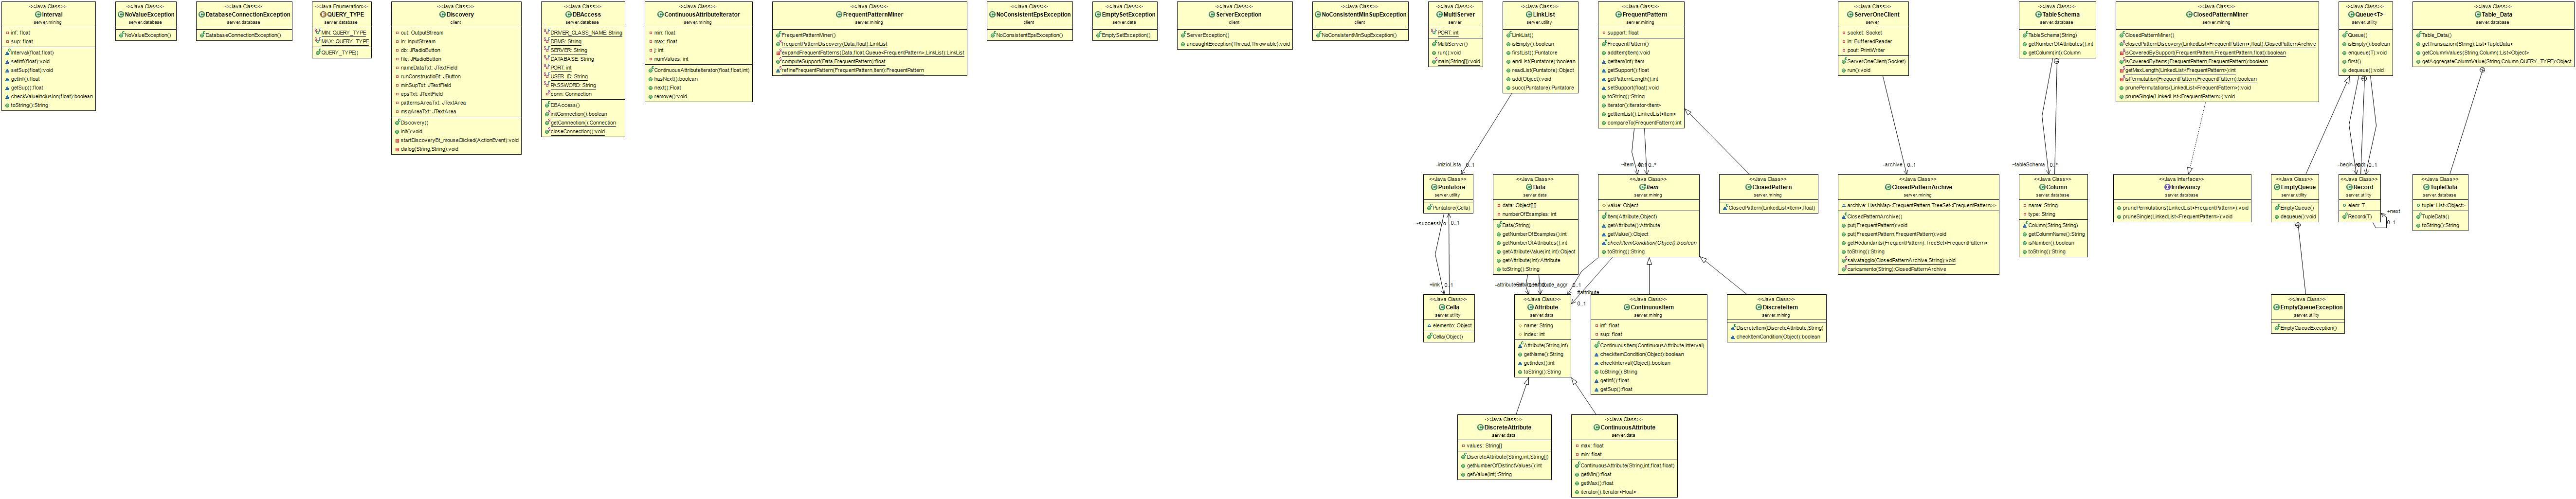 <<Java Class>>
Interval
server.mining
inf: float
sup: float
Interval(float,float)
setInf(float):void
setSup(float):void
getInf():float
getSup():float
checkValueInclusion(float):boolean
toString():String
<<Java Class>>
NoValueException
server.database
NoValueException()
<<Java Class>>
DatabaseConnectionException
server.database
DatabaseConnectionException()
<<Java Enumeration>>
QUERY_TYPE
server.database
MIN: QUERY_TYPE
MAX: QUERY_TYPE
QUERY_TYPE()
<<Java Class>>
Discovery
client
out: OutputStream
in: InputStream
db: JRadioButton
file: JRadioButton
nameDataTxt: JTextField
runConstructioBt: JButton
minSupTxt: JTextField
epsTxt: JTextField
patternsAreaTxt: JTextArea
msgAreaTxt: JTextArea
Discovery()
init():void
startDiscoveryBt_mouseClicked(ActionEvent):void
dialog(String,String):void
<<Java Class>>
DBAccess
server.database
DRIVER_CLASS_NAME: String
DBMS: String
SERVER: String
DATABASE: String
PORT: int
USER_ID: String
PASSWORD: String
conn: Connection
DBAccess()
initConnection():boolean
getConnection():Connection
closeConnection():void
<<Java Class>>
ContinuousAttributeIterator
server.data
min: float
max: float
j: int
numValues: int
ContinuousAttributeIterator(float,float,int)
hasNext():boolean
next():Float
remove():void
<<Java Class>>
FrequentPatternMiner
server.mining
FrequentPatternMiner()
frequentPatternDiscovery(Data,float):LinkList
expandFrequentPatterns(Data,float,Queue<FrequentPattern>,LinkList):LinkList
computeSupport(Data,FrequentPattern):float
refineFrequentPattern(FrequentPattern,Item):FrequentPattern
<<Java Class>>
NoConsistentEpsException
client
NoConsistentEpsException()
<<Java Class>>
EmptySetException
server.data
EmptySetException()
<<Java Class>>
ServerException
client
ServerException()
uncaughtException(Thread,Throwable):void
<<Java Class>>
NoConsistentMinSupException
client
NoConsistentMinSupException()
<<Java Class>>
MultiServer
server
PORT: int
MultiServer()
run():void
main(String[]):void
<<Java Class>>
LinkList
server.utility
LinkList()
isEmpty():boolean
firstList():Puntatore
endList(Puntatore):boolean
readList(Puntatore):Object
add(Object):void
succ(Puntatore):Puntatore
<<Java Class>>
FrequentPattern
server.mining
support: float
FrequentPattern()
addItem(Item):void
getItem(int):Item
getSupport():float
getPatternLength():int
setSupport(float):void
toString():String
iterator():Iterator<Item>
getItemList():LinkedList<Item>
compareTo(FrequentPattern):int
<<Java Class>>
ServerOneClient
server
socket: Socket
in: BufferedReader
pout: PrintWriter
ServerOneClient(Socket)
run():void
<<Java Class>>
TableSchema
server.database
TableSchema(String)
getNumberOfAttributes():int
getColumn(int):Column
<<Java Class>>
ClosedPatternMiner
server.mining
ClosedPatternMiner()
closedPatternDiscovery(LinkedList<FrequentPattern>,float):ClosedPatternArchive
isCoveredBySupport(FrequentPattern,FrequentPattern,float):boolean
isCoveredByItems(FrequentPattern,FrequentPattern):boolean
getMaxLength(LinkedList<FrequentPattern>):int
isPermutation(FrequentPattern,FrequentPattern):boolean
prunePermutations(LinkedList<FrequentPattern>):void
pruneSingle(LinkedList<FrequentPattern>):void
<<Java Class>>
Queue<T>
server.utility
Queue()
isEmpty():boolean
enqueue(T):void
first()
dequeue():void
<<Java Class>>
Table_Data
server.database
Table_Data()
getTransazioni(String):List<TupleData>
getColumnValues(String,Column):List<Object>
getAggregateColumnValue(String,Column,QUERY_TYPE):Object
-inizioLista
0..1
0..*
-archive
0..1
~tableSchema
0..*
0..1
<<Java Class>>
Puntatore
server.utility
Puntatore(Cella)
<<Java Class>>
Data
server.data
data: Object[][]
numberOfExamples: int
Data(String)
getNumberOfExamples():int
getNumberOfAttributes():int
getAttributeValue(int,int):Object
getAttribute(int):Attribute
toString():String
<<Java Class>>
Item
server.mining
value: Object
Item(Attribute,Object)
getAttribute():Attribute
getValue():Object
checkItemCondition(Object):boolean
toString():String
<<Java Class>>
ClosedPattern
server.mining
ClosedPattern(LinkedList<Item>,float)
<<Java Class>>
ClosedPatternArchive
server.mining
archive: HashMap<FrequentPattern,TreeSet<FrequentPattern>>
ClosedPatternArchive()
put(FrequentPattern):void
put(FrequentPattern,FrequentPattern):void
getRedundants(FrequentPattern):TreeSet<FrequentPattern>
toString():String
salvataggio(ClosedPatternArchive,String):void
caricamento(String):ClosedPatternArchive
<<Java Class>>
Column
server.database
name: String
type: String
Column(String,String)
getColumnName():String
isNumber():boolean
toString():String
<<Java Interface>>
Irrilevancy
server.database
prunePermutations(LinkedList<FrequentPattern>):void
pruneSingle(LinkedList<FrequentPattern>):void
<<Java Class>>
EmptyQueue
server.utility
EmptyQueue()
dequeue():void
<<Java Class>>
Record
server.utility
elem: T
Record(T)
+next
0..1
<<Java Class>>
TupleData
server.database
tuple: List<Object>
TupleData()
toString():String
~successivo
0..1
+link
0..1
0..1
0..1
<<Java Class>>
Cella
server.utility
elemento: Object
Cella(Object)
<<Java Class>>
Attribute
server.data
name: String
index: int
Attribute(String,int)
getName():String
getIndex():int
toString():String
<<Java Class>>
ContinuousItem
server.mining
inf: float
sup: float
ContinuousItem(ContinuousAttribute,Interval)
checkItemCondition(Object):boolean
checkInterval(Object):boolean
toString():String
getInf():float
getSup():float
<<Java Class>>
DiscreteItem
server.mining
DiscreteItem(DiscreteAttribute,String)
checkItemCondition(Object):boolean
<<Java Class>>
EmptyQueueException
server.utility
EmptyQueueException()
<<Java Class>>
DiscreteAttribute
server.data
values: String[]
DiscreteAttribute(String,int,String[])
getNumberOfDistinctValues():int
getValue(int):String
<<Java Class>>
ContinuousAttribute
server.data
max: float
min: float
ContinuousAttribute(String,int,float,float)
getMin():float
getMax():float
iterator():Iterator<Float>